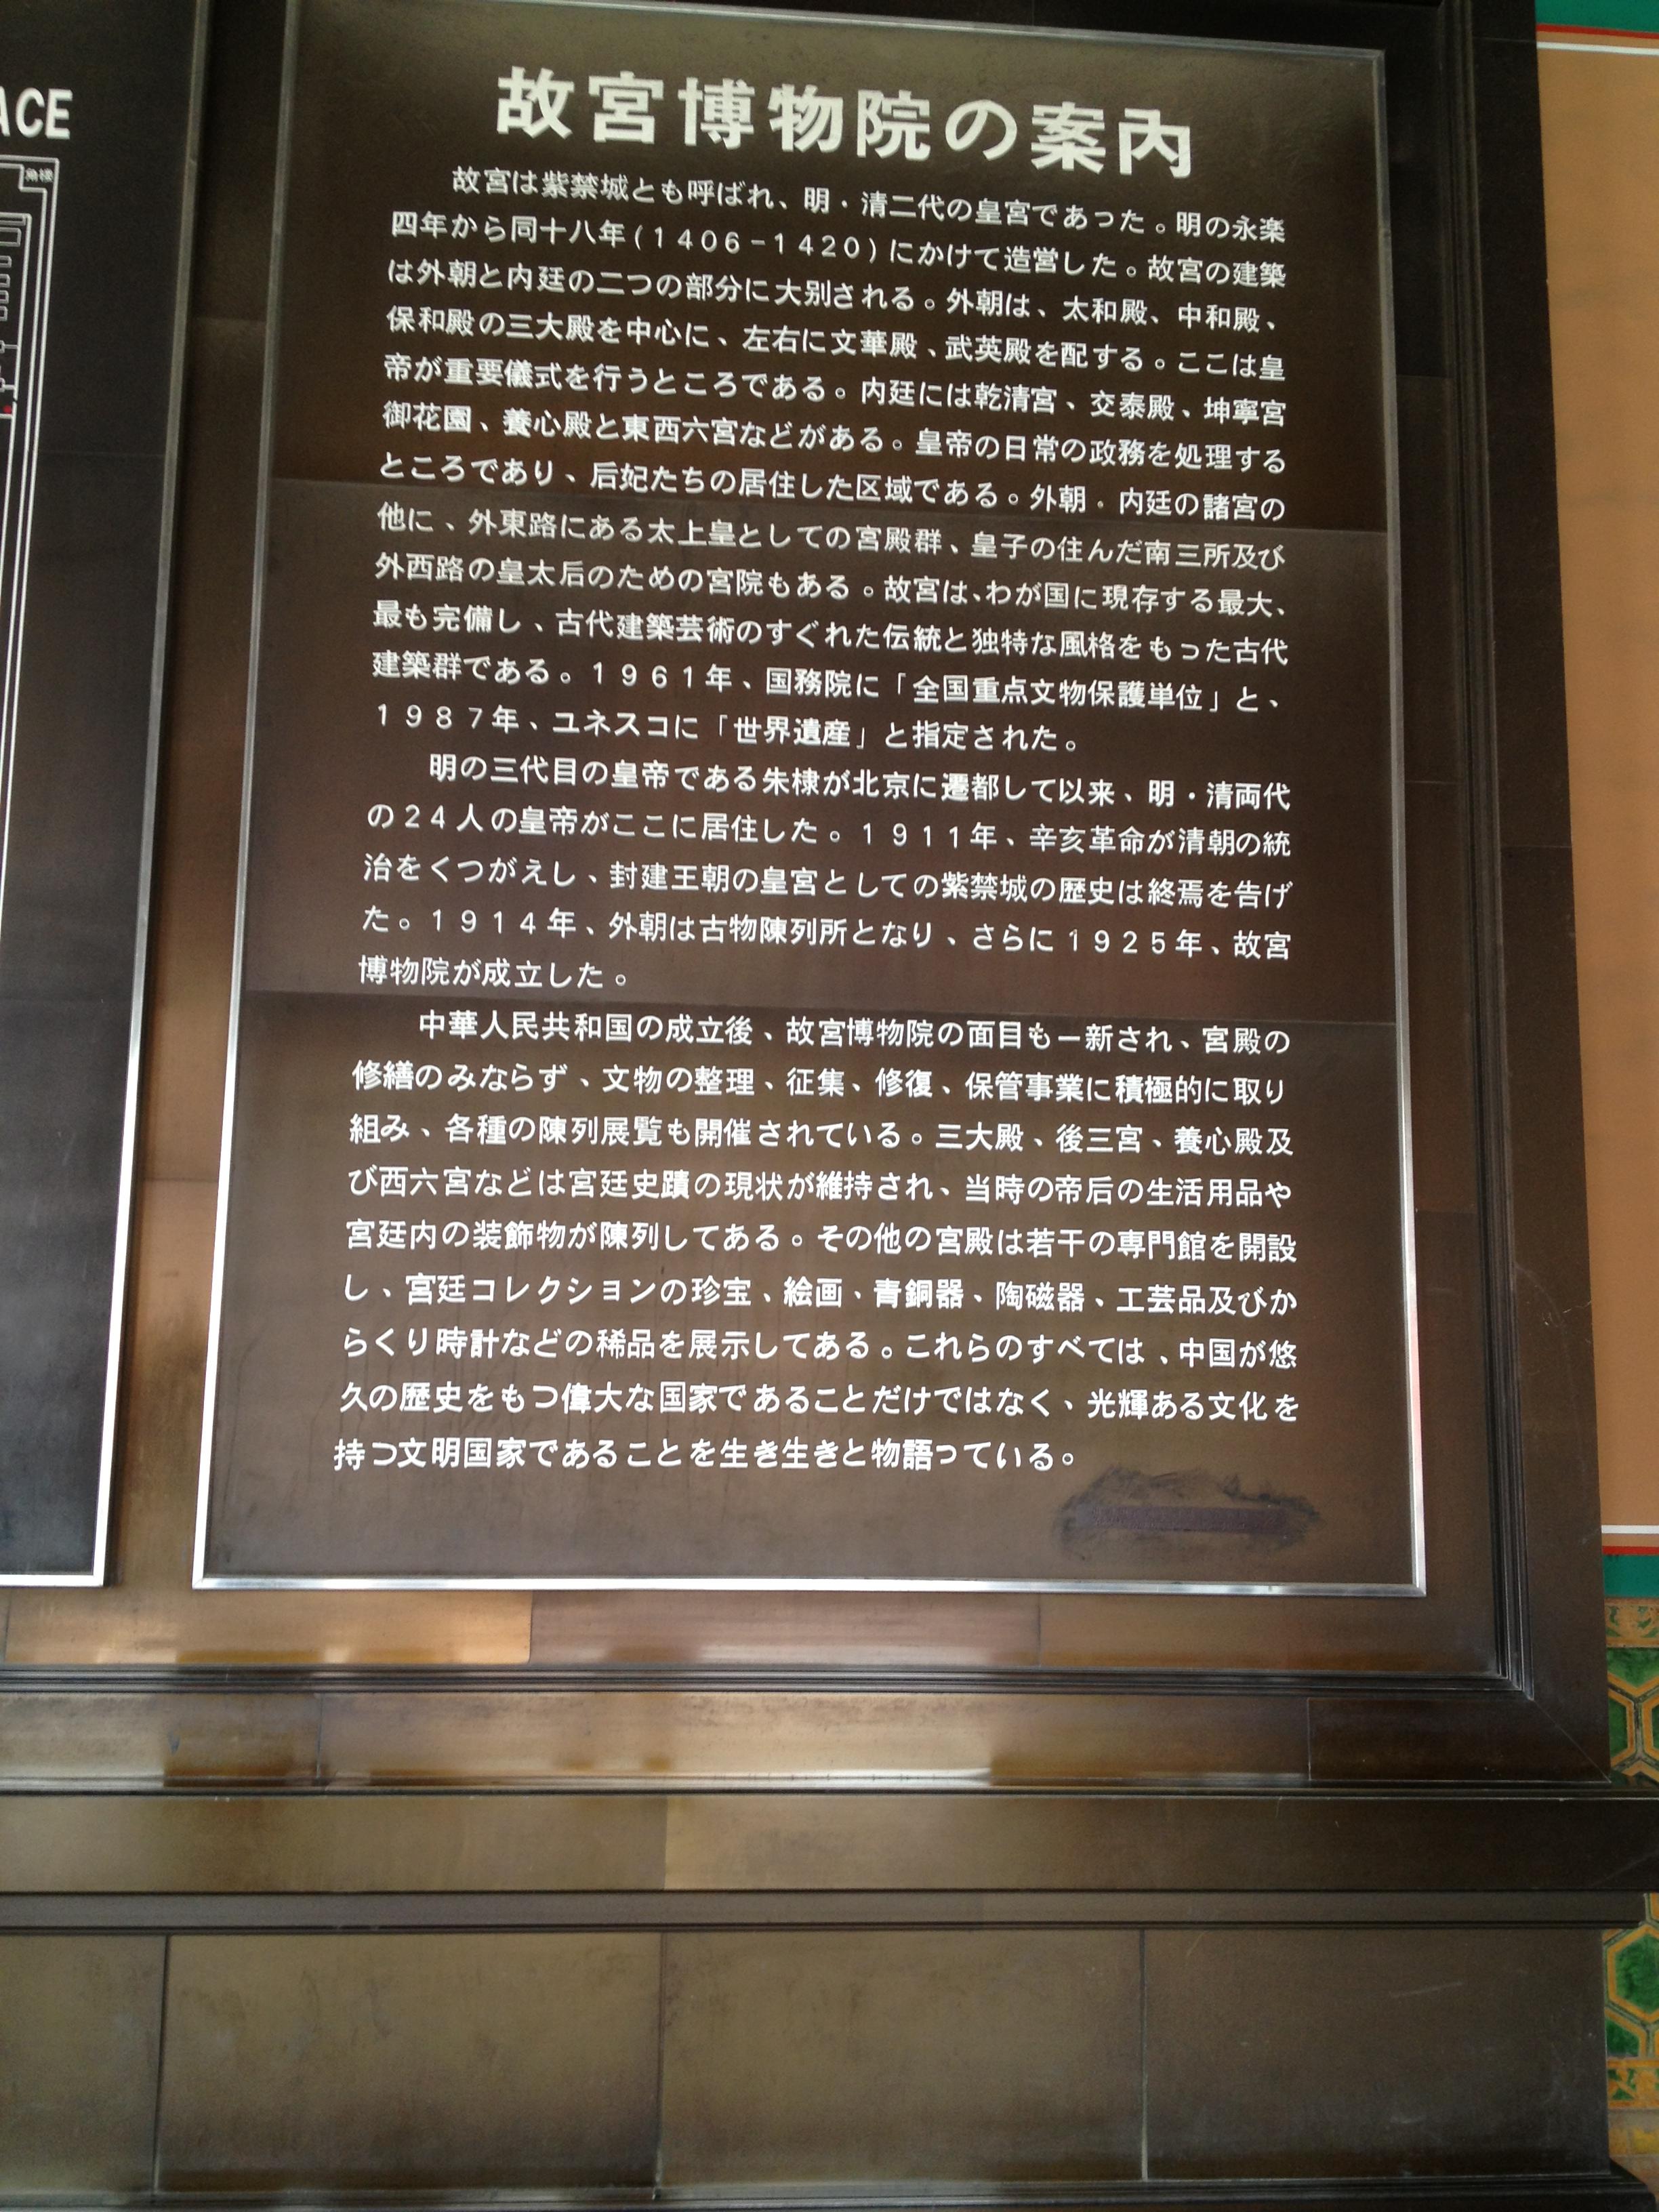 ACE
角楼
故宮博物院の案內
故宮は紫禁城とも呼ばれ、明・清二代の皇宮であった。明の永楽
四年から同十八年(1406-1420)にかけて造営した。故宮の建築
は外朝と内廷の二つの部分に大別される。外朝は、太和殿、中和殿、
保和殿の三大殿を中心に、左右に文華殿、武英殿を配する。ここは皇
帝が重要儀式を行うところである。内廷には乾清宮、交泰殿、坤寧宮
御花園、養心殿と東西六宮などがある。皇帝の日常の政務を処理する
ところであり、后妃たちの居住した区域である。外朝・内廷の諸宮の
他に、外東路にある太上皇としての宮殿群、皇子の住んだ南三所及び
外西路の皇太后のための宮院もある。故宮は、わが国に現存する最大、
最も完備し、古代建築芸術のすぐれた伝統と独特な風格をもった古代
建築群である。1961年、国務院に「全国重点文物保護単位」と、
1987年、ユネスコに「世界遺産」と指定された。
明の三代目の皇帝である朱棣が北京に遷都して以来、明・清両代
の24人の皇帝がここに居住した。1911年、辛亥革命が清朝の統
治をくつがえし、封建王朝の皇宮としての紫禁城の歴史は終焉を告げ
た。1914年、外朝は古物陳列所となり、さらに1925年、故宮
博物院が成立した。
中華人民共和国の成立後、故宮博物院の面目も一新され、宮殿の
修繕のみならず、文物の整理、征集、修復、保管事業に積極的に取り
組み、各種の陳列展覧も開催されている。三大殿、後三宮、養心殿及
び西六宮などは宮廷史蹟の現状が維持され、当時の帝后の生活用品や
宮廷内の装飾物が陳列してある。その他の宮殿は若干の専門館を開設
し、宮廷コレクションの珍宝、絵画、青銅器、陶磁器、工芸品及びか
らくり時計などの稀品を展示してある。これらのすべては、中国が悠
久の歴史をもつ偉大な国家であることだけではなく、光輝ある文化を
持つ文明国家であることを生き生きと物語っている。